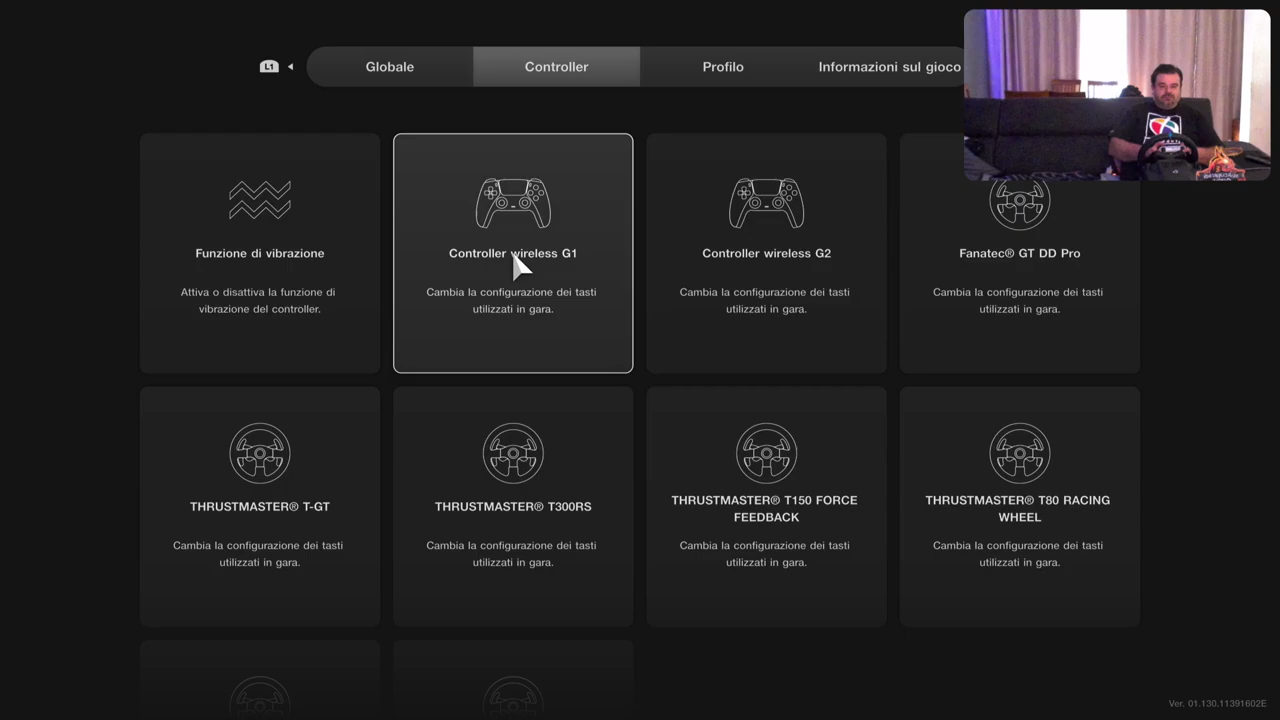 L1
Globale
Controller
Profilo
Informazioni sul gioco
Funzione di vibrazione
Attiva o disattiva la funzione di
vibrazione del controller.
Controller wireless G1
Cambia la configurazione dei tasti
utilizzati in gara.
Controller wireless G2
Cambia la configurazione dei tasti
utilizzati in gara.
Fanatec® GT DD Pro
Cambia la configurazione dei tasti
utilizzati in gara.
THRUSTMASTER® T-GT
Cambia la configurazione dei tasti
utilizzati in gara.
THRUSTMASTER® T300RS
Cambia la configurazione dei tasti
utilizzati in gara.
THRUSTMASTER® T150 FORCE
FEEDBACK
Cambia la configurazione dei tasti
utilizzati in gara.
THRUSTMASTER® T80 RACING
WHEEL
Cambia la configurazione dei tasti
utilizzati in gara.
Ver. 01.130.11391602E